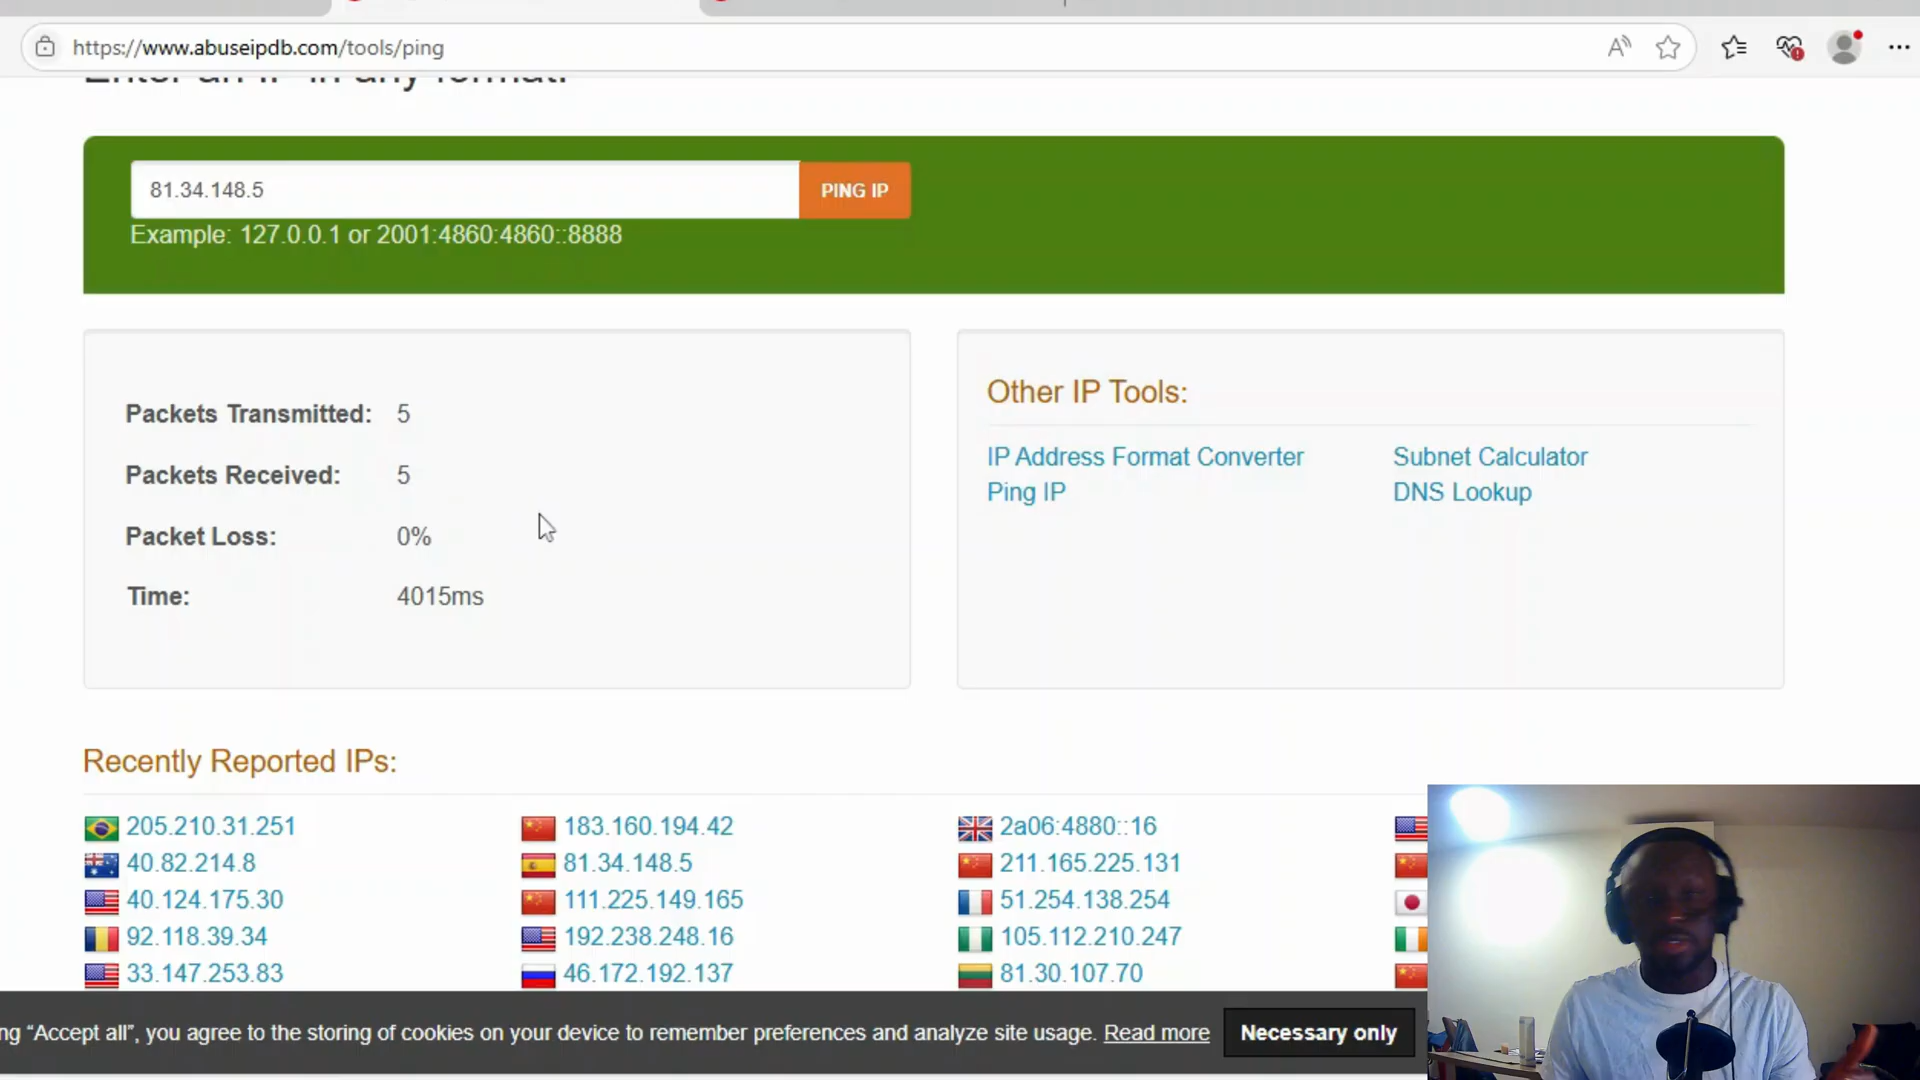 https://www.abuseipdb.com/tools/ping
Enter an IP in any format:
81.34.148.5
PING IP
Example: 127.0.0.1 or 2001:4860:4860::8888
Packets Transmitted: 5
Packets Received: 5
Packet Loss: 0%
Time: 4015ms
Other IP Tools:
IP Address Format Converter
Subnet Calculator
Ping IP
DNS Lookup
Recently Reported IPs:
205.210.31.251
183.160.194.42
2a06:4880::16
40.82.214.8
81.34.148.5
211.165.225.131
40.124.175.30
111.225.149.165
51.254.138.254
92.118.39.34
192.238.248.16
105.112.210.247
33.147.253.83
46.172.192.137
81.30.107.70
ng “Accept all”, you agree to the storing of cookies on your device to remember preferences and analyze site usage. Read more
Necessary only